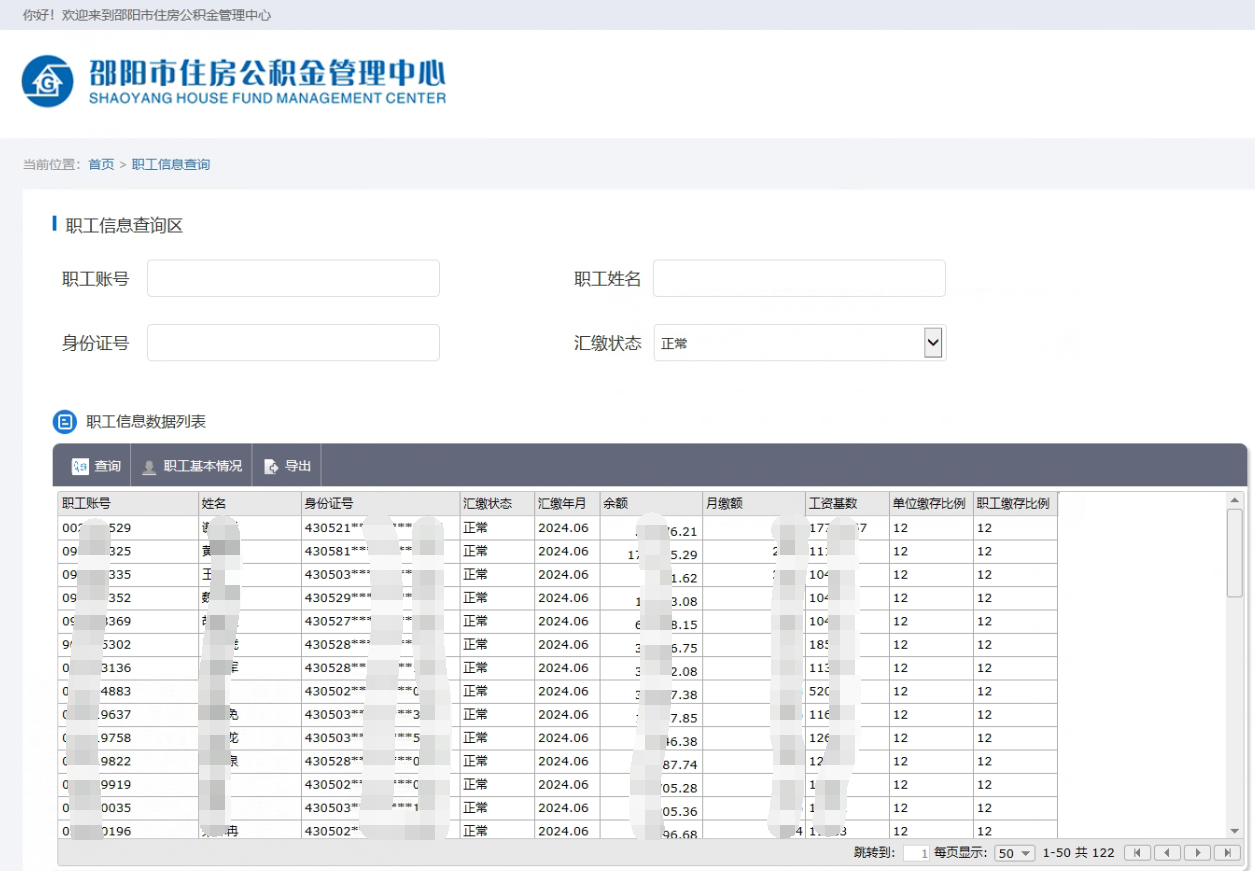 你好！欢迎来到邵阳市住房公积金管理中心
邵阳市住房公积金管理中心
SHAOYANG HOUSE FUND MANAGEMENT CENTER
当前位置： 首页 > 职工信息查询
职工信息查询区
职工账号 职工姓名
身份证号 汇缴状态 正常
职工信息数据列表
查询 职工基本情况 导出
职工账号 姓名 身份证号 汇缴状态 汇缴年月 余额 月缴额 工资基数 单位缴存比例 职工缴存比例
529 430521** 正常 2024.06 6.21 12 12
325 430581** 正常 2024.06 5.29 12 12
335 430503** 正常 2024.06 1.62 12 12
352 430529** 正常 2024.06 3.08 12 12
3369 430527** 正常 2024.06 8.15 12 12
5302 430528** 正常 2024.06 6.75 12 12
3136 430528** 正常 2024.06 2.08 12 12
4883 430502** 正常 2024.06 7.38 12 12
9637 430503** 正常 2024.06 7.85 12 12
9758 龙 430503** 正常 2024.06 46.38 12 12
9822 泉 430528** 正常 2024.06 87.74 12 12
9919 430502** 正常 2024.06 05.28 12 12
0035 430503** 正常 2024.06 05.36 12 12
0196 冉 430502** 正常 2024.06 96.68 12 12
跳转到: 1 每页显示: 50 1-50 共 122